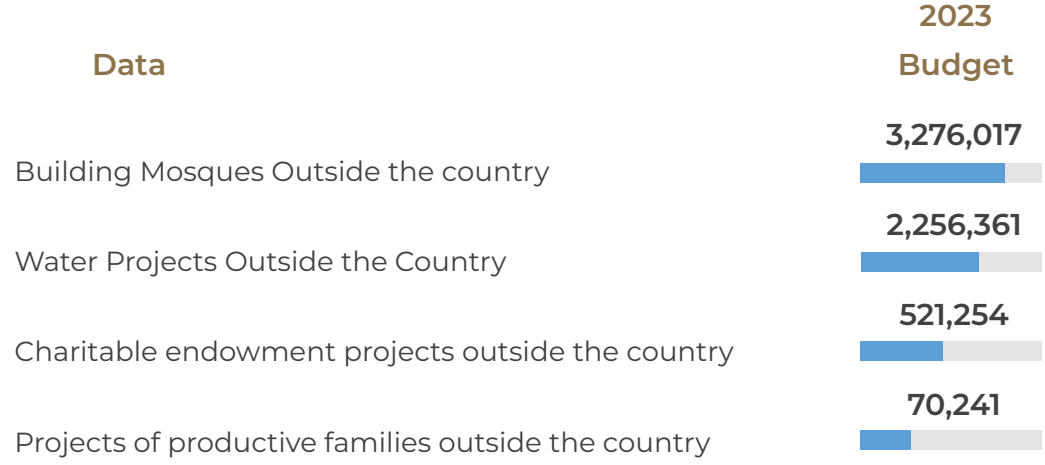 2023
Data Budget
3,276,017
Building Mosques Outside the country
2,256,361
Water Projects Outside the Country
521,254
Charitable endowment projects outside the country
70,241
Projects of productive families outside the country